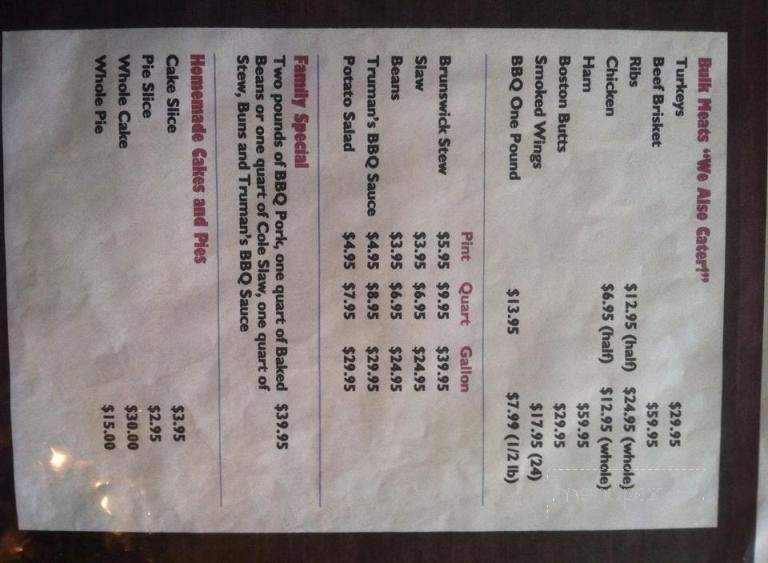 Bulk Meats "We Also Cater!"
Turkeys $29.95
Beef Brisket $59.95
Ribs $12.95 (half) $24.95 (whole)
Chicken $6.95 (half) $12.95 (whole)
Ham $59.95
Boston Butts $29.95
Smoked Wings $17.95 (24)
BBQ One Pound $13.95 $7.99 (1/2 lb)
Pint Quart Gallon
Brunswick Stew $5.95 $9.95 $39.95
Slaw $3.95 $6.95 $24.95
Beans $3.95 $6.95 $24.95
Truman's BBQ Sauce $4.95 $8.95 $29.95
Potato Salad $4.95 $7.95 $29.95
Family Special
Two pounds of BBQ Pork, one quart of Baked $39.95
Beans or one quart of Cole Slaw, one quart of
Stew, Buns and Truman's BBQ Sauce
Homemade Cakes and Pies
Cake Slice $3.95
Pie Slice $2.95
Whole Cake $30.00
Whole Pie $15.00